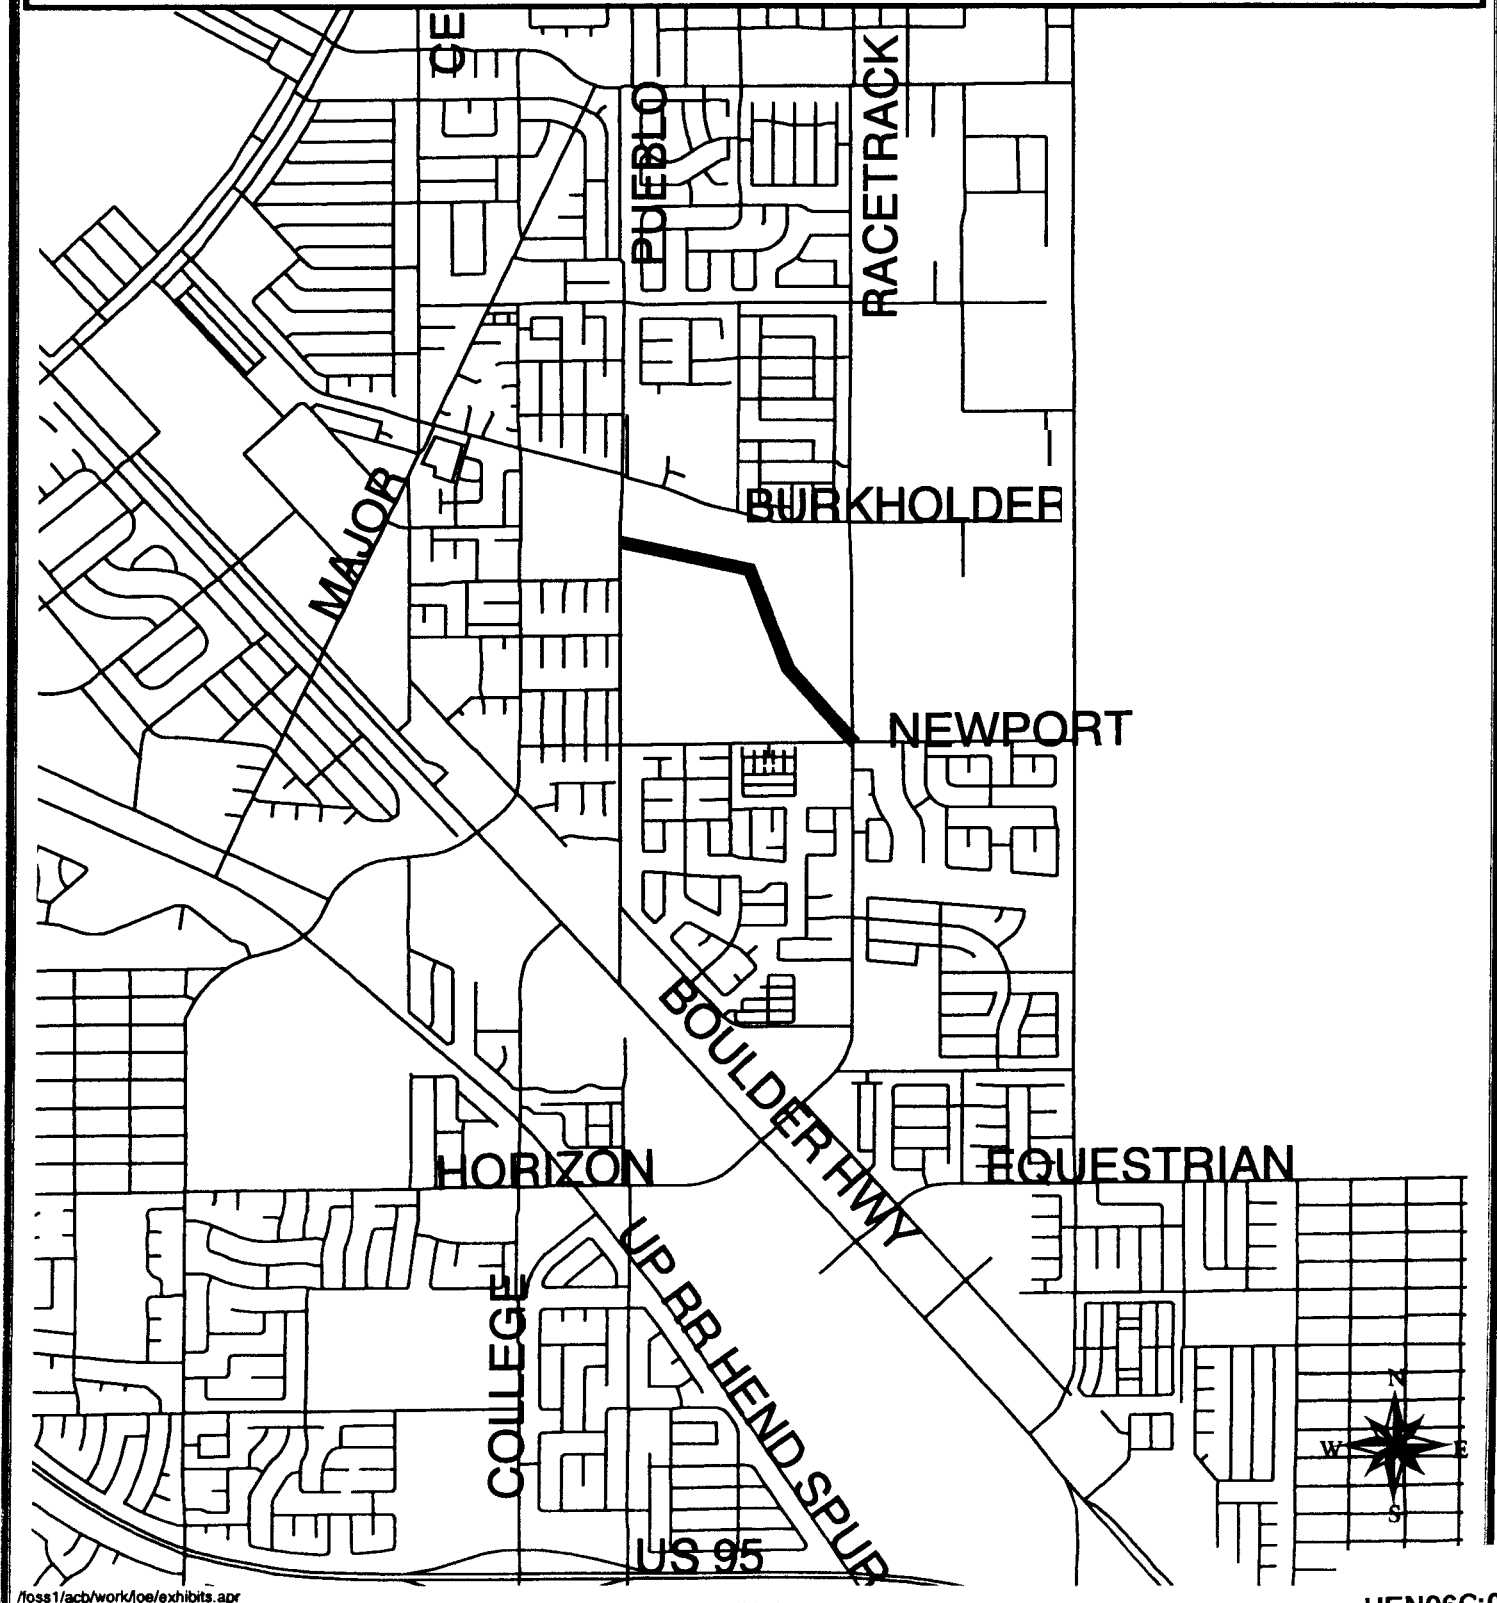 CE
PUEBLO
RACETRACK
BURKHOLDER
MAJOR
NEWPORT
BOULDER HWY
HORIZON
EQUESTRIAN
UP RR HEND SPUR
COLLEGE
N
W E
S
US 95
/foss1/acb/work/joe/exhibits.apr